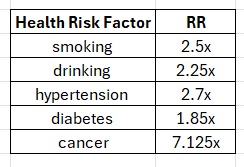 Health Risk Factor RR
smoking 2.5x
drinking 2.25x
hypertension 2.7x
diabetes 1.85x
cancer 7.125x